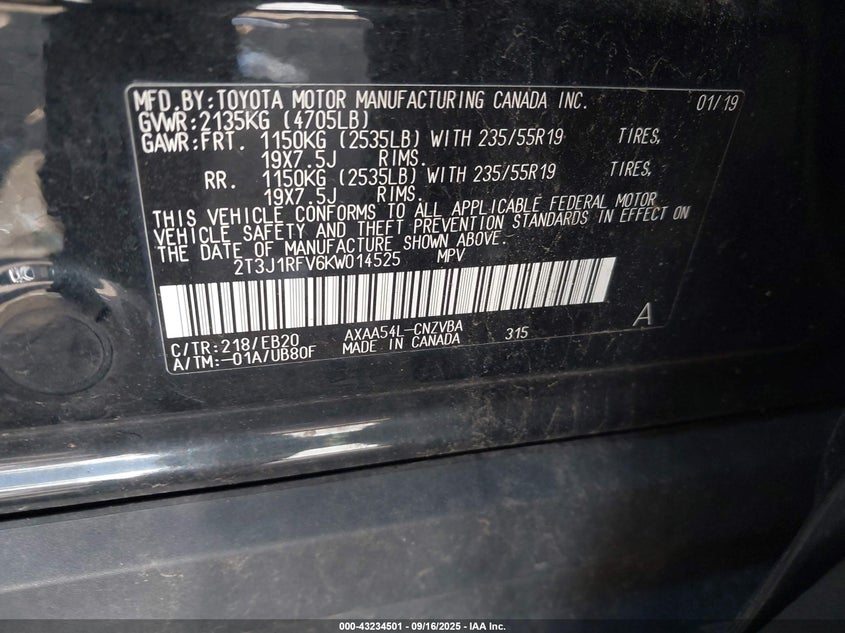 MFD.BY:TOYOTA MOTOR MANUFACTURING CANADA INC. 01/19
GVWR:2135KG (4705LB)
GAWR:FRT. 1150KG (2535LB) WITH 235/55R19 TIRES,
19X7.5J RIMS.
RR. 1150KG (2535LB) WITH 235/55R19 TIRES,
19X7.5J RIMS.
THIS VEHICLE CONFORMS TO ALL APPLICABLE FEDERAL MOTOR
VEHICLE SAFETY AND THEFT PREVENTION STANDARDS IN EFFECT ON
THE DATE OF MANUFACTURE SHOWN ABOVE.
2T3J1RFV6KW014525 MPV
C/TR:218/EB20 AXAA54L-CNZVBA 315 A
A/TM:-01A/UB80F MADE IN CANADA
000-43234501 - 09/16/2025 - IAA Inc.